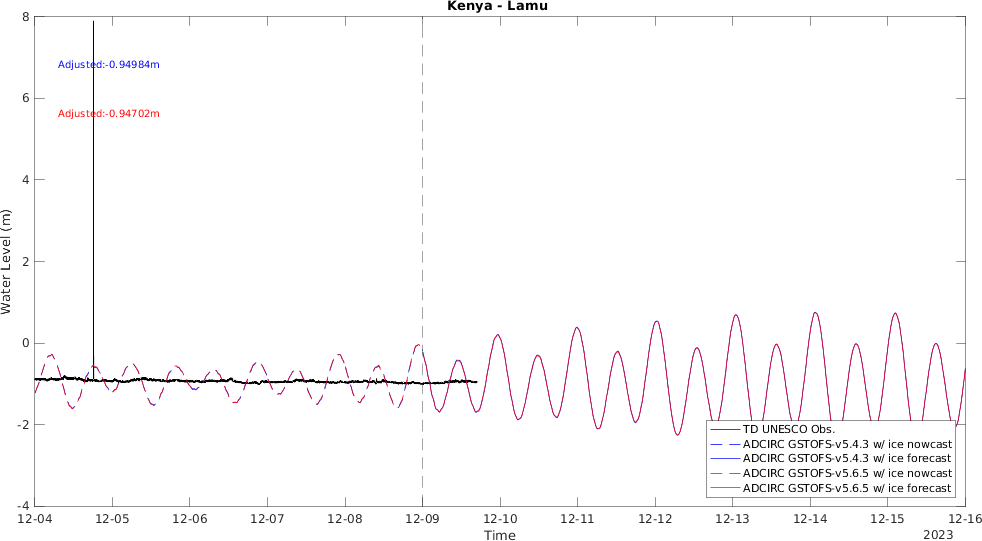 Kenya - Lamu
8
6
4
2
0
-2
-4
Water Level (m)
Adjusted:-0.94984m
Adjusted:-0.94702m
TD UNESCO Obs.
ADCIRC GSTOFS-v5.4.3 w/ ice nowcast
ADCIRC GSTOFS-v5.4.3 w/ ice forecast
ADCIRC GSTOFS-v5.6.5 w/ ice nowcast
ADCIRC GSTOFS-v5.6.5 w/ ice forecast
12-04 12-05 12-06 12-07 12-08 12-09 12-10 12-11 12-12 12-13 12-14 12-15 12-16
Time
2023